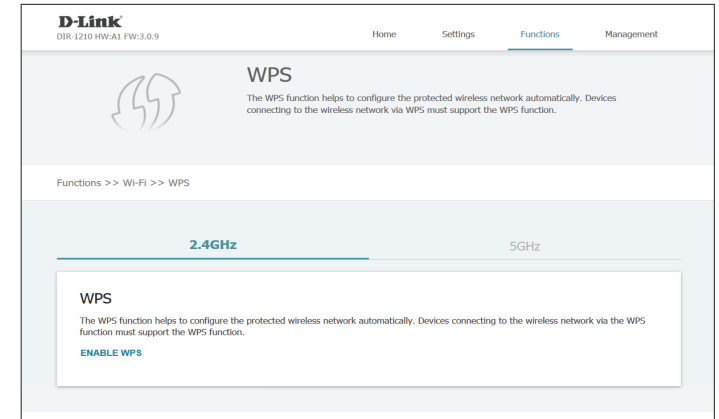 D-Link
DIR-1210 HW:A1 FW:3.0.9
Home Settings Functions Management
WPS
The WPS function helps to configure the protected wireless network automatically. Devices
connecting to the wireless network via WPS must support the WPS function.
Functions >> Wi-Fi >> WPS
2.4GHz 5GHz
WPS
The WPS function helps to configure the protected wireless network automatically. Devices connecting to the wireless network via the WPS
function must support the WPS function.
ENABLE WPS